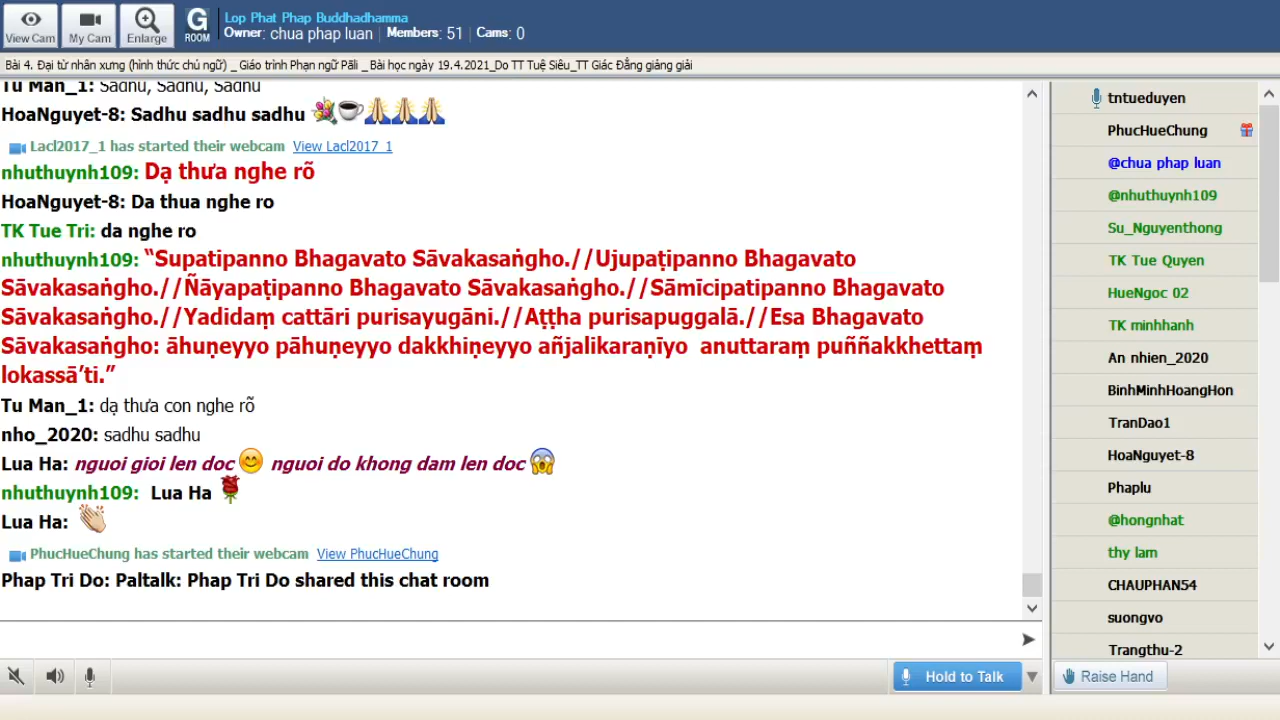 View Cam
My Cam
Enlarge
G
ROOM
Lop Phat Phap Buddhadhamma
Owner: chua phap luan | Members: 51 | Cams: 0
Bài 4. Đại từ nhân xưng (hình thức chủ ngữ) _ Giáo trình Phạn ngữ Pāli _ Bài học ngày 19.4.2021_Do TT Tuệ Siêu_TT Giác Đẳng giảng giải
Tu Man_1: Sadhu, Sadhu, Sadhu
HoaNguyet-8: Sadhu sadhu sadhu
Lacl2017_1 has started their webcam View Lacl2017_1
nhuthuynh109: Dạ thưa nghe rõ
HoaNguyet-8: Da thua nghe ro
TK Tue Tri: da nghe ro
nhuthuynh109: “Supatipanno Bhagavato Sāvakasaṅgho.//Ujupaṭipanno Bhagavato
Sāvakasaṅgho.//Ñāyapaṭipanno Bhagavato Sāvakasaṅgho.//Sāmīcipatipanno Bhagavato
Sāvakasaṅgho.//Yadidaṃ cattāri purisayugāni.//Aṭṭha purisapuggalā.//Esa Bhagavato
Sāvakasaṅgho: āhuṇeyyo pāhuṇeyyo dakkhiṇeyyo añjalikaraṇīyo anuttaraṃ puññakkhettaṃ
lokassā’ti.”
Tu Man_1: dạ thưa con nghe rõ
nho_2020: sadhu sadhu
Lua Ha: nguoi gioi len doc 😊 nguoi do khong dam len doc 😱
nhuthuynh109: Lua Ha 🌹
Lua Ha: 👏
PhucHueChung has started their webcam View PhucHueChung
Phap Tri Do: Paltalk: Phap Tri Do shared this chat room
Hold to Talk
tntueduyen
PhucHueChung
@chua phap luan
@nhuthuynh109
Su_Nguyenthong
TK Tue Quyen
HueNgoc 02
TK minhhanh
An nhien_2020
BinhMinhHoangHon
TranDao1
HoaNguyet-8
Phaplu
@hongnhat
thy lam
CHAUPHAN54
suongvo
Trangthu-2
Raise Hand